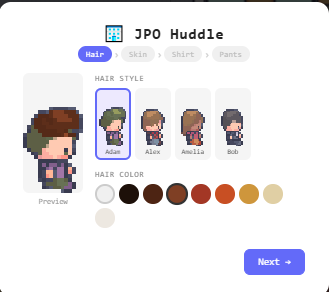 JPO Huddle
Hair > Skin > Shirt > Pants
HAIR STYLE
Adam Alex Amelia Bob
Preview
HAIR COLOR
Next →